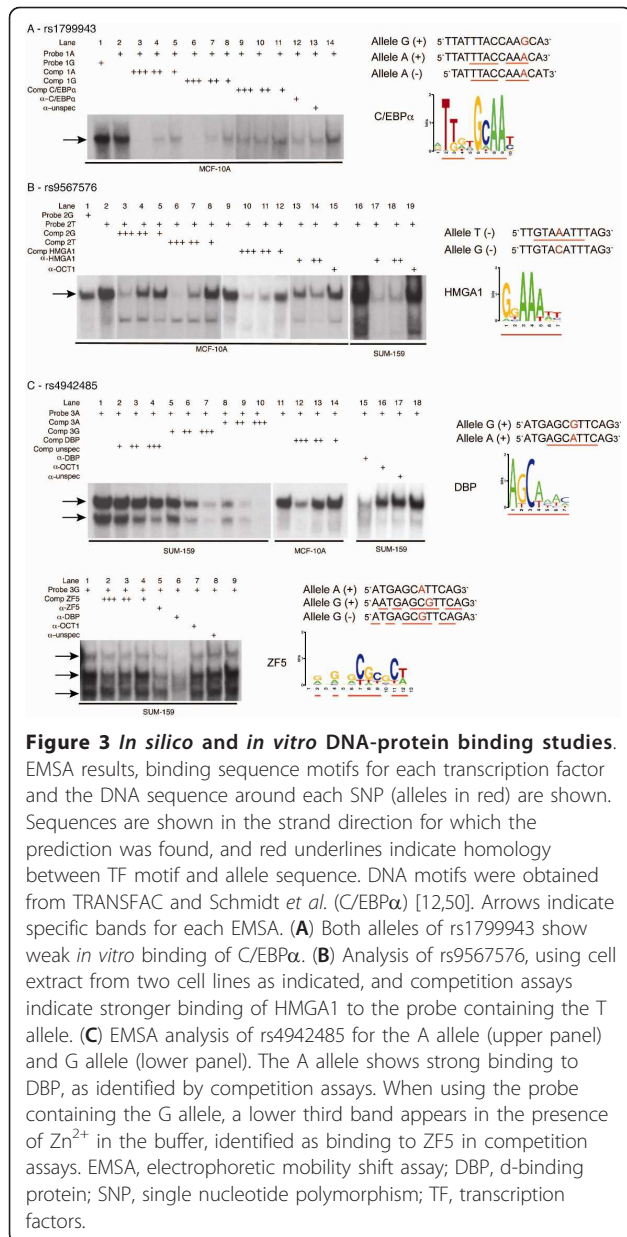 A - rs1799943
Lane 1 2 3 4 5 6 7 8 9 10 11 12 13 14
Probe 1A + + + + + + + + + + + + +
Probe 1G +
Comp 1A +++ ++ +
Comp 1G +++ ++ +
Comp C/EBPα +++ ++ +
α-C/EBPα +
α-unspec +
MCF-10A
Allele G (+) 5'TTATTTACCAAGCA3'
Allele A (+) 5'TTATTTACCAAACA3'
Allele A (-) 5'TATTTACCAAACAT3'
C/EBPα
B - rs9567576
Lane 1 2 3 4 5 6 7 8 9 10 11 12 13 14 15 16 17 18 19
Probe 2G +
Probe 2T + + + + + + + + + + + + + + + + + +
Comp 2G +++ ++ +
Comp 2T +++ ++ +
Comp HMGA1 +++ ++ +
α-HMGA1 + ++ + ++
α-OCT1 + +
MCF-10A
SUM-159
Allele T (-) 5'TTGTAAATTTAG3'
Allele G (-) 5'TTGTACATTTAG3'
HMGA1
C - rs4942485
Lane 1 2 3 4 5 6 7 8 9 10 11 12 13 14 15 16 17 18
Probe 3A + + + + + + + + + + + + + + + + + +
Comp 3A + ++ +++
Comp 3G + ++ +++
Comp DBP +++ ++ +
Comp unspec + ++ +++
α-DBP +
α-OCT1 +
α-unspec +
SUM-159
MCF-10A
SUM-159
Allele G (+) 5'ATGAGCGTTCAG3'
Allele A (+) 5'ATGAGCATTCAG3'
DBP
Lane 1 2 3 4 5 6 7 8 9
Probe 3G + + + + + + + + +
Comp ZF5 +++ ++ +
α-ZF5 +
α-DBP +
α-OCT1 +
α-unspec +
SUM-159
Allele A (+) 5'ATGAGCATTCAG3'
Allele G (+) 5'AATGAGCGTTCAG3'
Allele G (-) 5'ATGAGCGTTCAGA3'
ZF5
Figure 3 In silico and in vitro DNA-protein binding studies.
EMSA results, binding sequence motifs for each transcription factor
and the DNA sequence around each SNP (alleles in red) are shown.
Sequences are shown in the strand direction for which the
prediction was found, and red underlines indicate homology
between TF motif and allele sequence. DNA motifs were obtained
from TRANSFAC and Schmidt et al. (C/EBPα) [12,50]. Arrows indicate
specific bands for each EMSA. (A) Both alleles of rs1799943 show
weak in vitro binding of C/EBPα. (B) Analysis of rs9567576, using cell
extract from two cell lines as indicated, and competition assays
indicate stronger binding of HMGA1 to the probe containing the T
allele. (C) EMSA analysis of rs4942485 for the A allele (upper panel)
and G allele (lower panel). The A allele shows strong binding to
DBP, as identified by competition assays. When using the probe
containing the G allele, a lower third band appears in the presence
of Zn²⁺ in the buffer, identified as binding to ZF5 in competition
assays. EMSA, electrophoretic mobility shift assay; DBP, d-binding
protein; SNP, single nucleotide polymorphism; TF, transcription
factors.